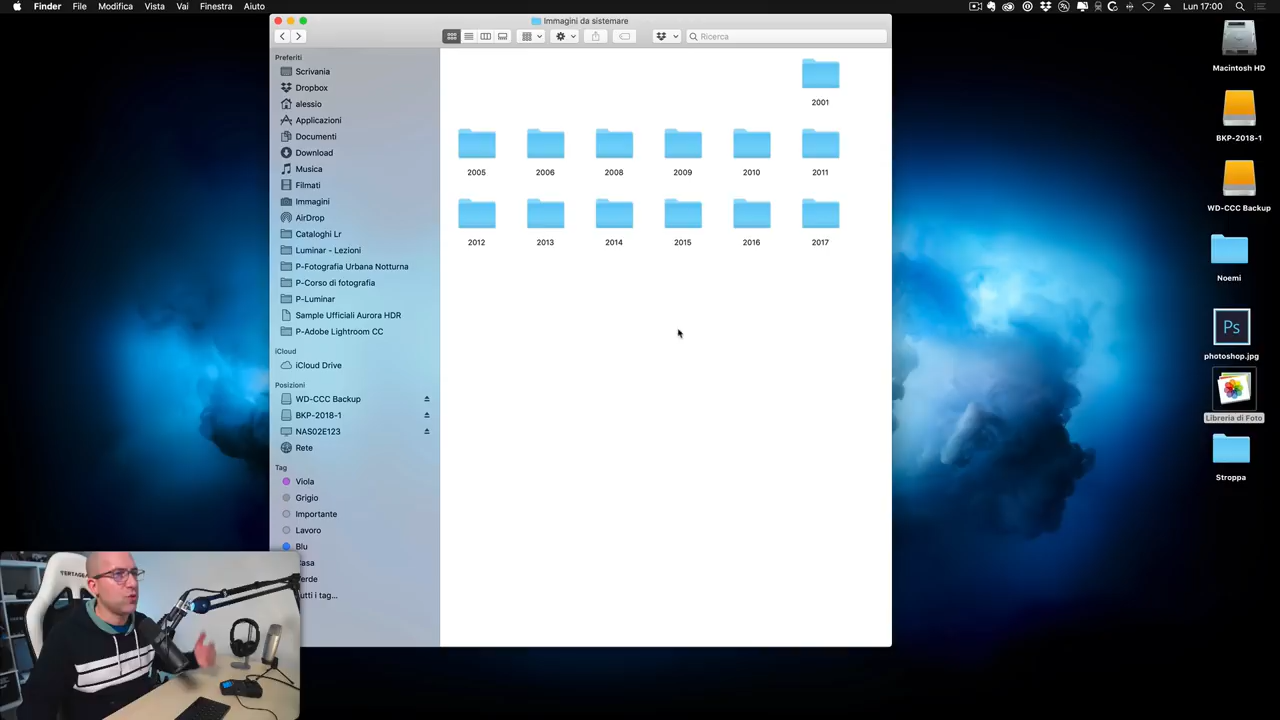 Finder File Modifica Vista Vai Finestra Aiuto
Lun 17:00
Immagini da sistemare
Ricerca
Preferiti
Scrivania
Dropbox
alessio
Applicazioni
Documenti
Download
Musica
Filmati
Immagini
AirDrop
Cataloghi Lr
Luminar - Lezioni
P-Fotografia Urbana Notturna
P-Corso di fotografia
P-Luminar
Sample Ufficiali Aurora HDR
P-Adobe Lightroom CC
iCloud
iCloud Drive
Posizioni
WD-CCC Backup
BKP-2018-1
NAS02E123
Rete
Tag
Viola
Grigio
Importante
Lavoro
Blu
asa
erde
utti i tag...
2001
2005 2006 2008 2009 2010 2011
2012 2013 2014 2015 2016 2017
Macintosh HD
BKP-2018-1
WD-CCC Backup
Noemi
Ps
photoshop.jpg
Libreria di Foto
Stroppa